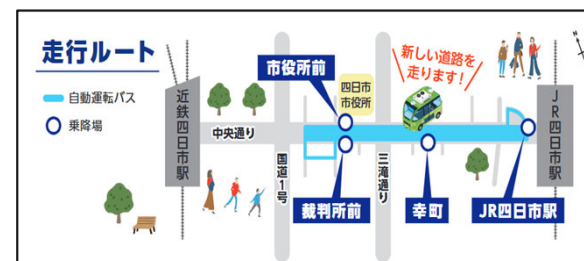 走行ルート
自動運転バス
乗降場
近鉄四日市駅
中央通り
国道1号
市役所前
四日市
市役所
新しい道路を
走ります!
三滝通り
裁判所前
幸町
JR四日市駅
JR四日市駅
N